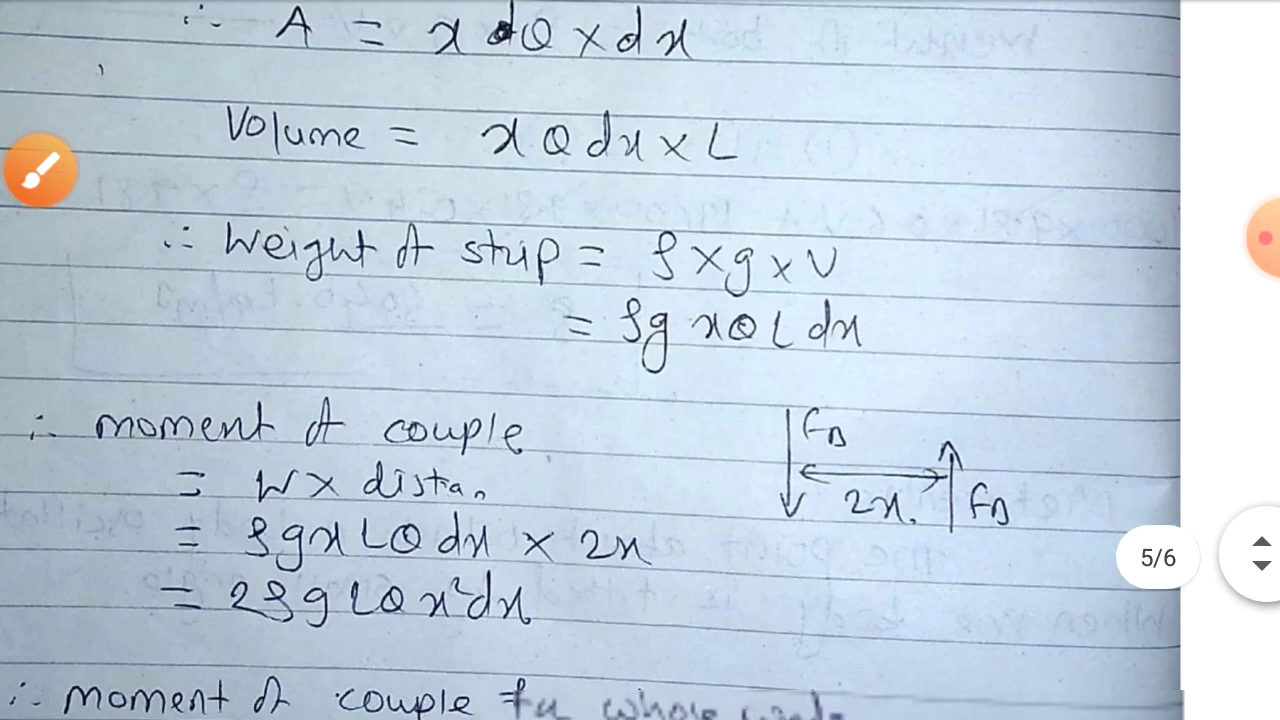 ∴ A = x dθ × dx
Volume = x θ dx × L
∴ Weight of strip = ρ × g × V
= ρg xθ L dx
∴ moment of couple
= W × distan
= ρgx Lθ dx × 2x
= 2ρg Lθ x²dx
FB
2x.
FB
5/6
∴ moment of couple for whole